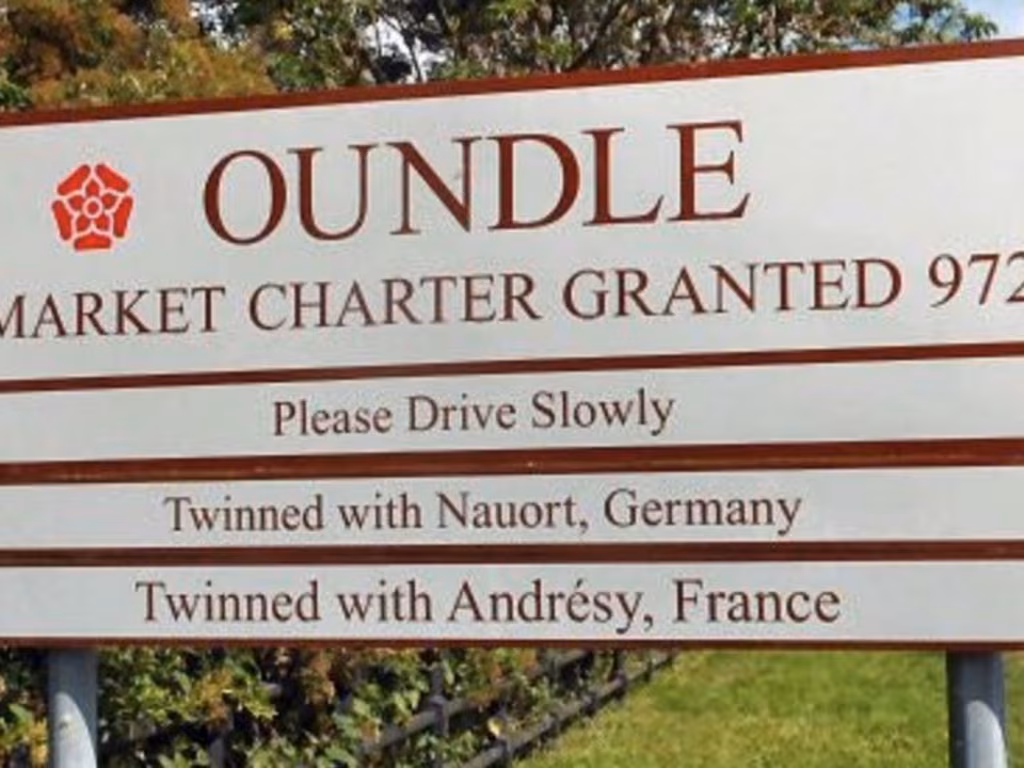 OUNDLE
MARKET CHARTER GRANTED 972
Please Drive Slowly
Twinned with Nauort, Germany
Twinned with Andrésy, France